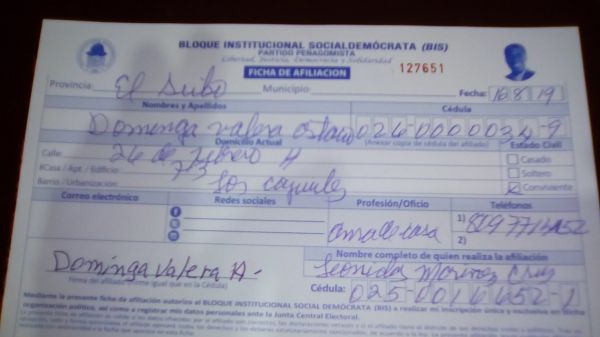 BLOQUE INSTITUCIONAL SOCIALDEMÓCRATA (BIS)
PARTIDO PEÑAGOMISTA
Libertad, Justicia, Democracia y Solidaridad
FICHA DE AFILIACION
127651
Provincia: El Seibo Municipio: Fecha: 16 8 19
Nombres y Apellidos Cédula
Dominga valera 026-0000034-9
(Anexar copia de cédula del afiliado)
Domicilio Actual Estado Civil
Calle: 26 de Febrero # Casado
#Casa / Apt. / Edificio: 73 Soltero
Barrio / Urbanización: Los Conviviente
Correo electrónico Redes sociales Profesión/Oficio Teléfonos
ama de casa 1)
2)
Nombre completo de quien realiza la afiliación
Dominga Valera A- Leonida Cruz
Firma del afiliado (Firme igual que en la Cédula)
Cédula: 025-0016652-1
Mediante la presente ficha de afiliación autorizo al BLOQUE INSTITUCIONAL SOCIAL DEMÓCRATA (BIS) a realizar mi inscripción única y exclusiva en dicha
organización político, así como a registrar mis datos personales ante la Junta Central Electoral.